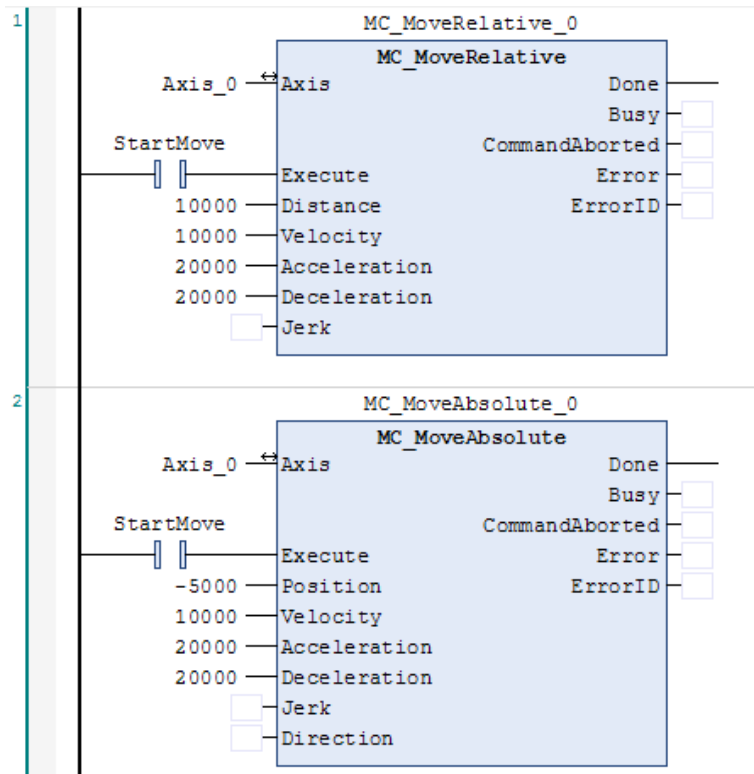 1
MC_MoveRelative_0
MC_MoveRelative
Axis_0 Axis Done
Busy
StartMove CommandAborted
Execute Error
10000 Distance ErrorID
10000 Velocity
20000 Acceleration
20000 Deceleration
Jerk
2
MC_MoveAbsolute_0
MC_MoveAbsolute
Axis_0 Axis Done
Busy
StartMove CommandAborted
Execute Error
-5000 Position ErrorID
10000 Velocity
20000 Acceleration
20000 Deceleration
Jerk
Direction